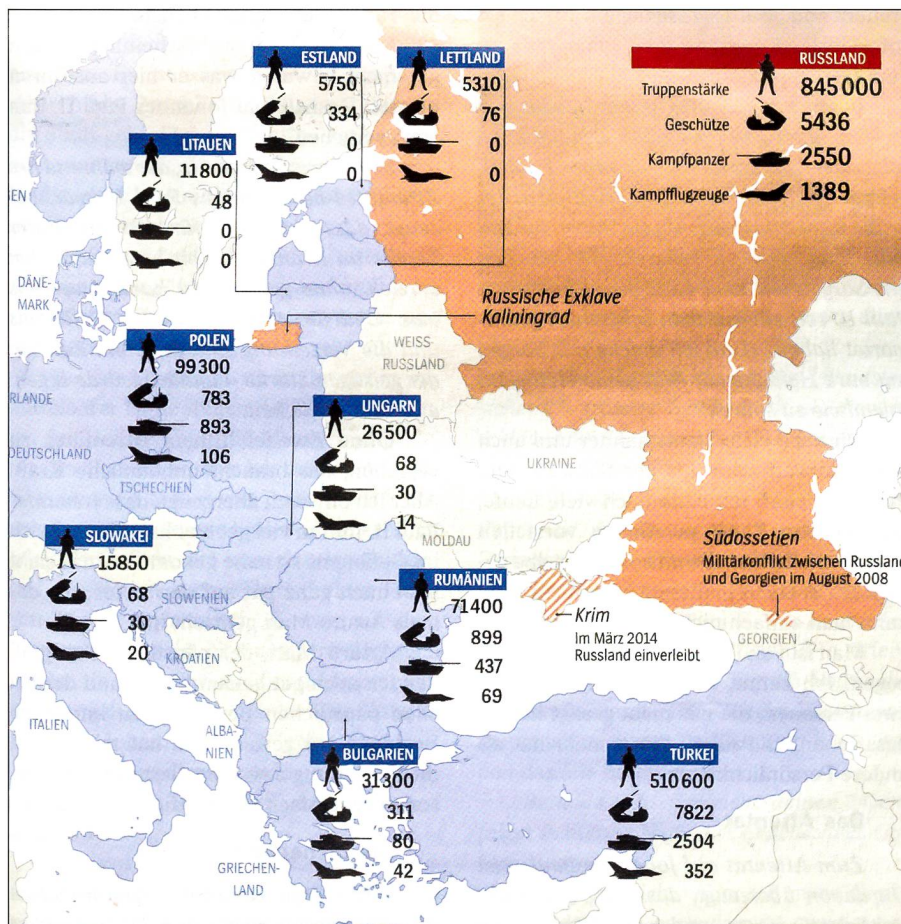 ESTLAND
5750
334
0
0
LETTLAND
5310
76
0
0
RUSSLAND
Truppenstärke 845 000
Geschütze 5436
Kampfpanzer 2550
Kampfflugzeuge 1389
LITAUEN
11 800
48
0
0
DÄNE-
MARK
Russische Exklave
Kaliningrad
WEISS-
RUSSLAND
POLEN
99 300
783
893
106
ERLANDE
DEUTSCHLAND
TSCHECHIEN
UNGARN
26 500
68
30
14
UKRAINE
MOLDAU
SLOWAKEI
15 850
68
30
20
SLOWENIEN
KROATIEN
ITALIEN
ALBA-
NIEN
RUMÄNIEN
71 400
899
437
69
Krim
Im März 2014
Russland einverleibt
Südossetien
Militärkonflikt zwischen Russland
und Georgien im August 2008
GEORGIEN
BULGARIEN
31 300
311
80
42
GRIECHEN-
LAND
TÜRKEI
510 600
7822
2504
352